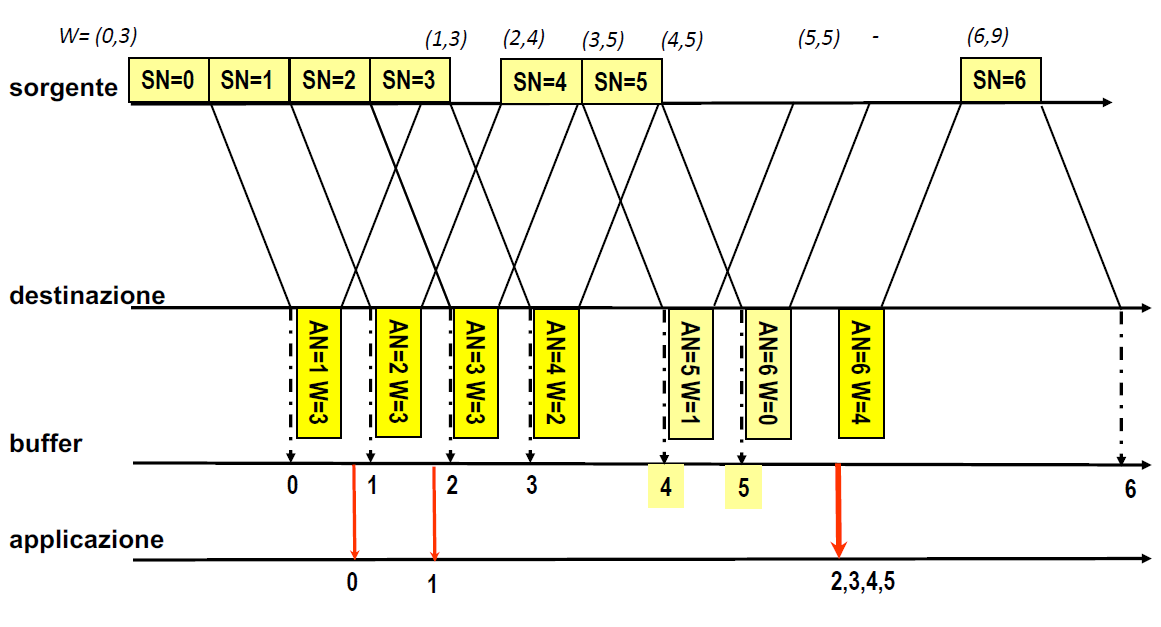 W= (0,3) (1,3) (2,4) (3,5) (4,5) (5,5) - (6,9)
sorgente SN=0 SN=1 SN=2 SN=3 SN=4 SN=5 SN=6
destinazione
AN=1 W=3 AN=2 W=3 AN=3 W=3 AN=4 W=2 AN=5 W=1 AN=6 W=0 AN=6 W=4
buffer
0 1 2 3 4 5 6
applicazione
0 1 2,3,4,5